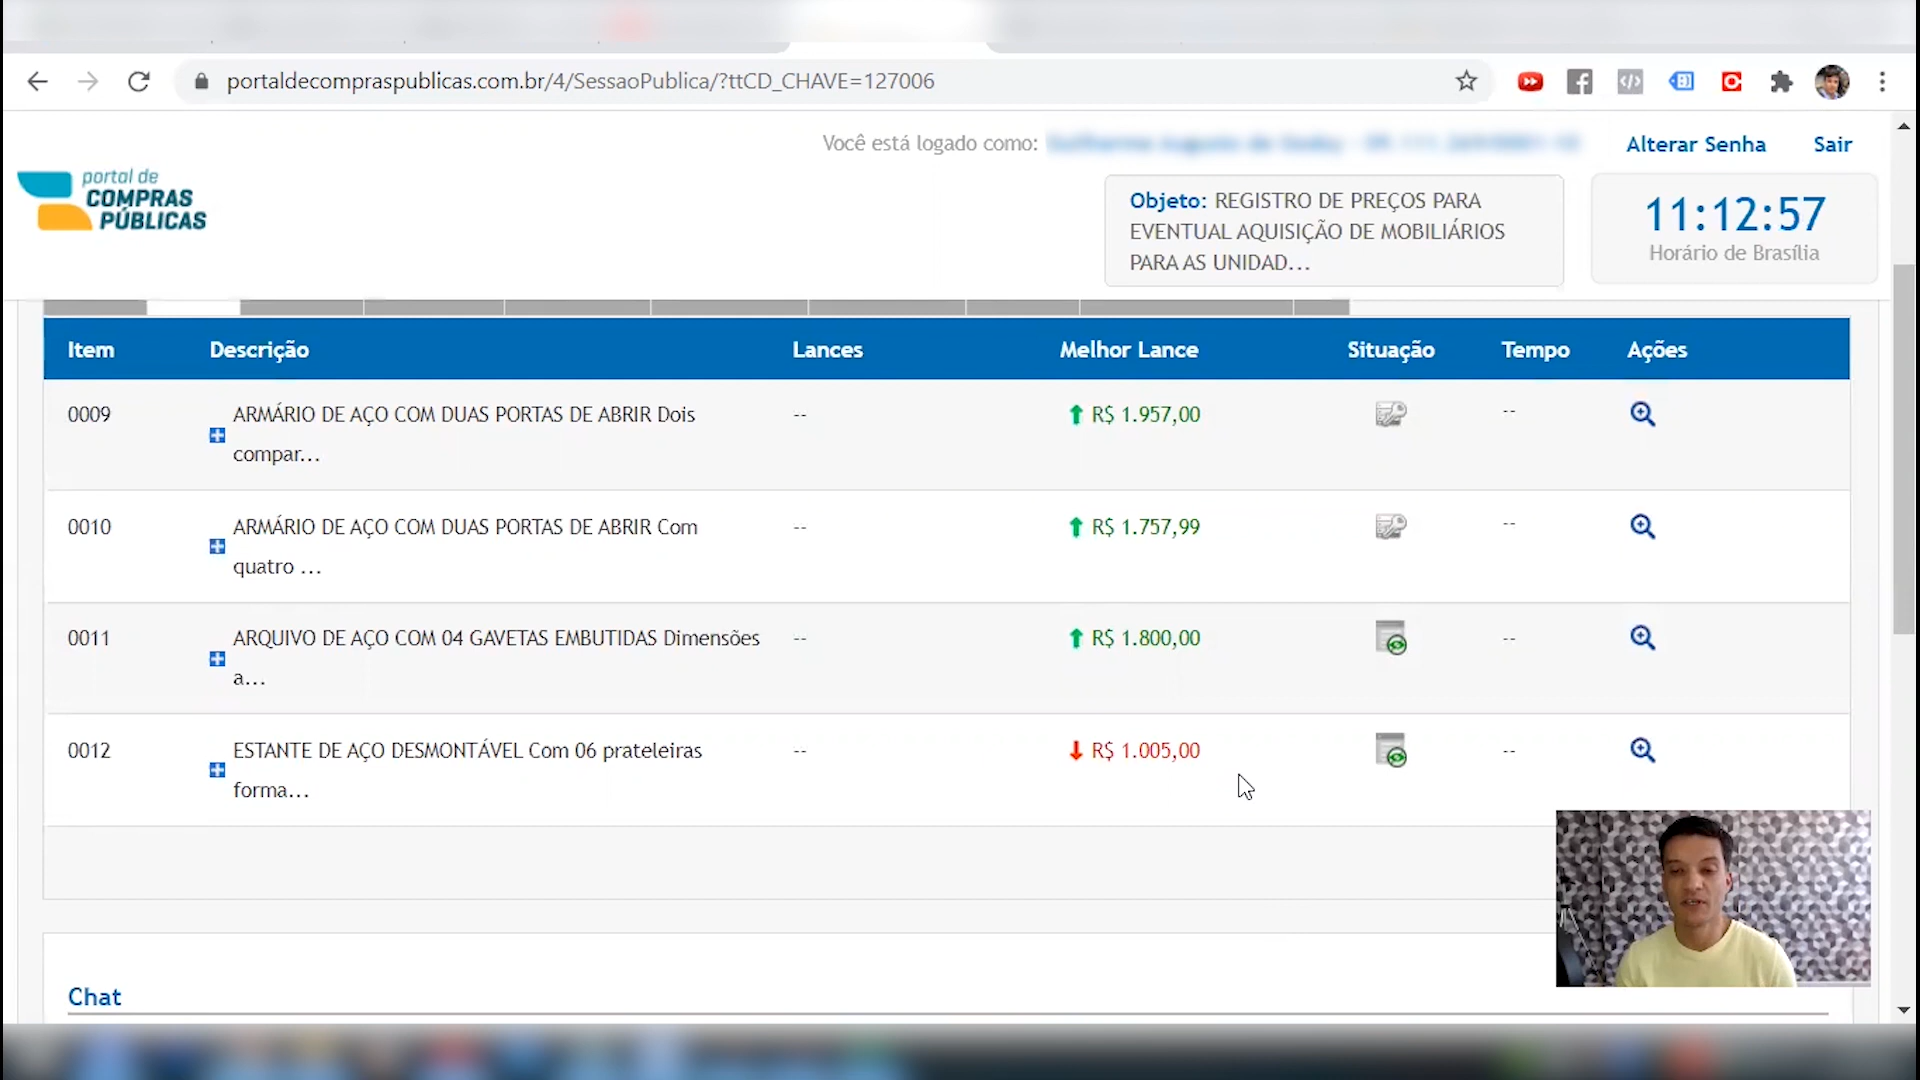 portaldecompraspublicas.com.br/4/SessaoPublica/?ttCD_CHAVE=127006
Você está logado como:
Alterar Senha
Sair
portal de
COMPRAS
PÚBLICAS
Objeto: REGISTRO DE PREÇOS PARA
EVENTUAL AQUISIÇÃO DE MOBILIÁRIOS
PARA AS UNIDAD...
11:12:57
Horário de Brasília
Item Descrição Lances Melhor Lance Situação Tempo Ações
0009 ARMÁRIO DE AÇO COM DUAS PORTAS DE ABRIR Dois -- R$ 1.957,00 --
compar...
0010 ARMÁRIO DE AÇO COM DUAS PORTAS DE ABRIR Com -- R$ 1.757,99 --
quatro ...
0011 ARQUIVO DE AÇO COM 04 GAVETAS EMBUTIDAS Dimensões -- R$ 1.800,00 --
a...
0012 ESTANTE DE AÇO DESMONTÁVEL Com 06 prateleiras -- R$ 1.005,00 --
forma...
Chat